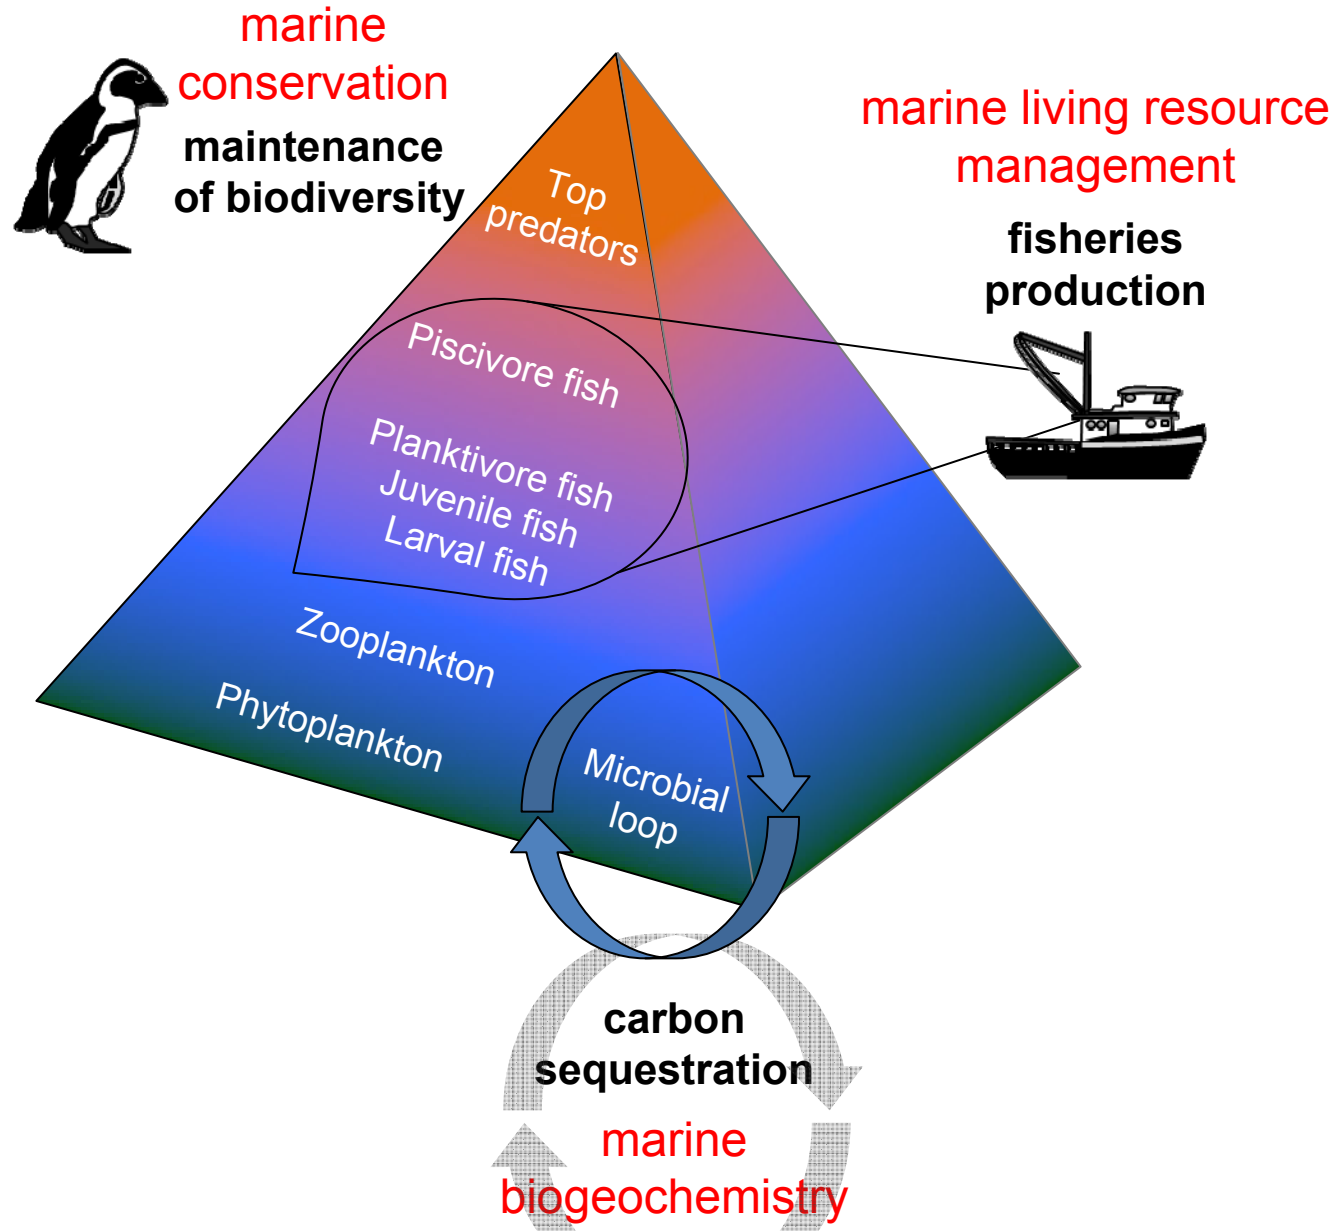 marine
conservation
maintenance
of biodiversity
marine living resource
management
fisheries
production
Top
predators
Piscivore fish
Planktivore fish
Juvenile fish
Larval fish
Zooplankton
Phytoplankton
Microbial
loop
carbon
sequestration
marine
biogeochemistry